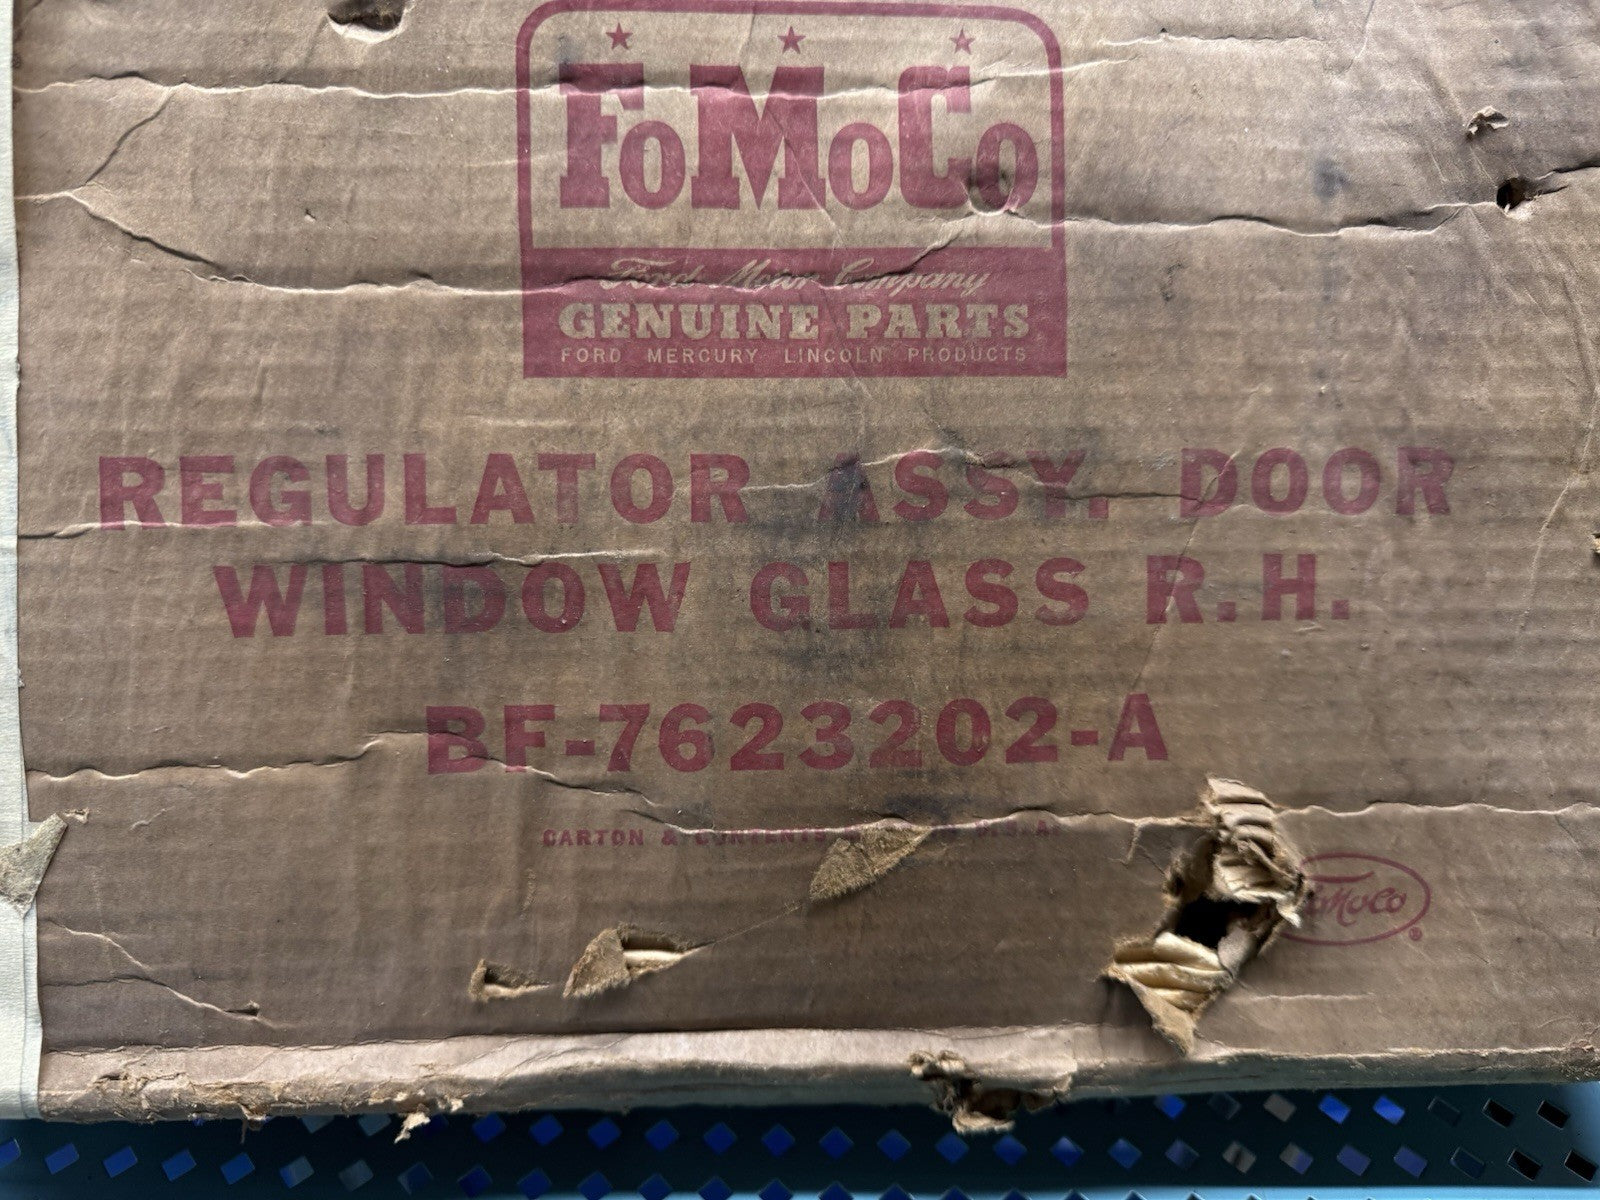 FoMoCo
Ford Motor Company
GENUINE PARTS
FORD MERCURY LINCOLN PRODUCTS
REGULATOR ASSY. DOOR
WINDOW GLASS R.H.
BF-7623202-A
CARTON & CONTENTS
FoMoCo ®